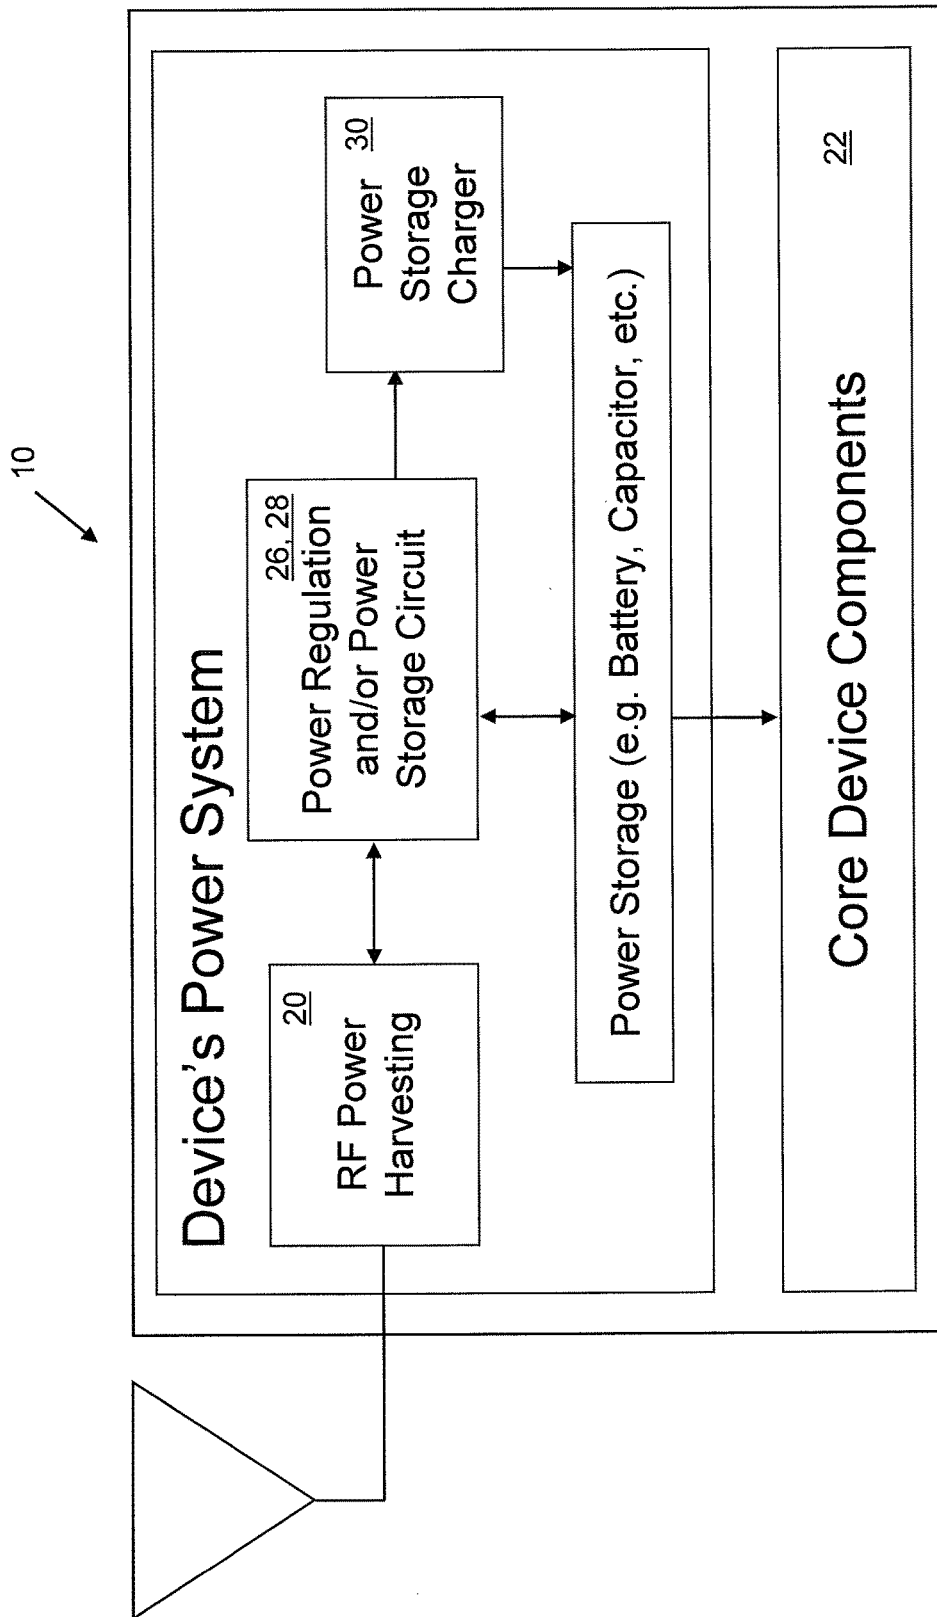 10
Device's Power System
20
RF Power
Harvesting
26, 28
Power Regulation
and/or Power
Storage Circuit
30
Power
Storage
Charger
Power Storage (e.g. Battery, Capacitor, etc.)
Core Device Components
22